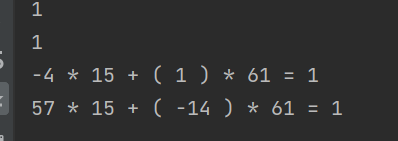 1
1
-4 * 15 + ( 1 ) * 61 = 1
57 * 15 + ( -14 ) * 61 = 1